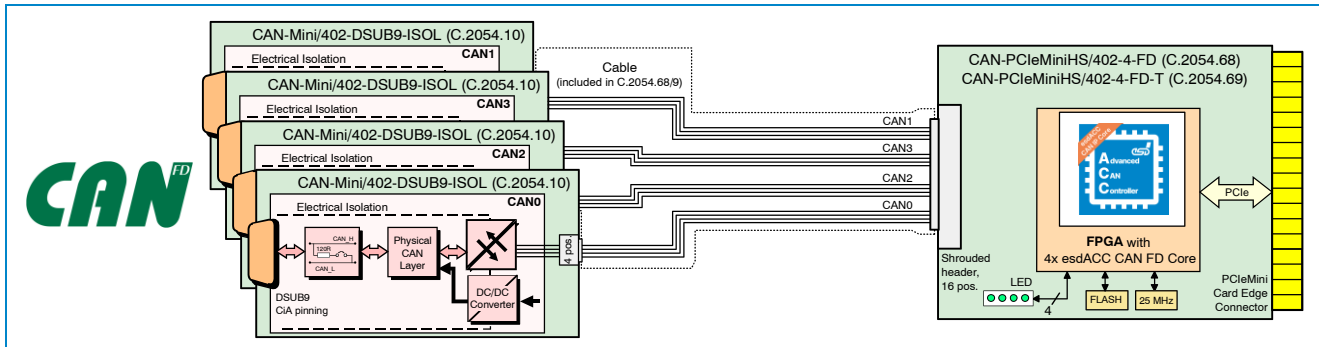 CAN FD
CAN-Mini/402-DSUB9-ISOL (C.2054.10)
CAN1
Electrical Isolation
CAN-Mini/402-DSUB9-ISOL (C.2054.10)
CAN3
Electrical Isolation
CAN-Mini/402-DSUB9-ISOL (C.2054.10)
CAN2
Electrical Isolation
CAN-Mini/402-DSUB9-ISOL (C.2054.10)
CAN0
Electrical Isolation
CAN_H
120R
CAN_L
Physical
CAN
Layer
DC/DC
Converter
DSUB9
CiA pinning
4 pos.
Cable
(included in C.2054.68/9)
CAN1
CAN3
CAN2
CAN0
CAN-PCIeMiniHS/402-4-FD (C.2054.68)
CAN-PCIeMiniHS/402-4-FD-T (C.2054.69)
esdACC
CAN IP Core
esd
Advanced
CAN
Controller
FPGA with
4x esdACC CAN FD Core
PCIe
Shrouded
header,
16 pos.
LED
4
FLASH
25 MHz
PCIeMini
Card Edge
Connector